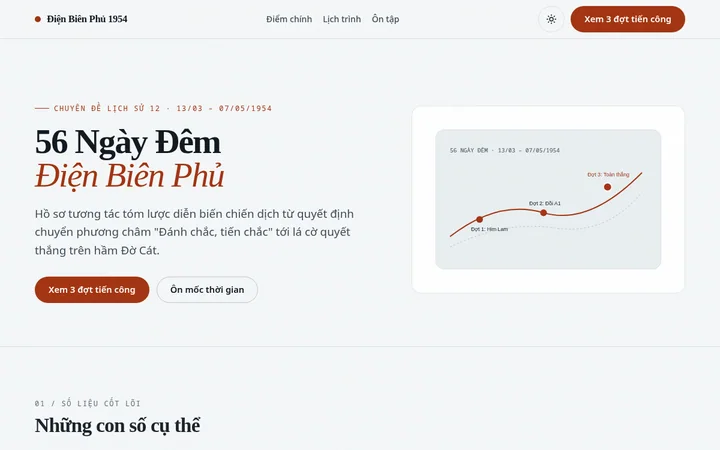 Điện Biên Phủ 1954
Điểm chính
Lịch trình
Ôn tập
Xem 3 đợt tiến công
CHUYÊN ĐỀ LỊCH SỬ 12 · 13/03 – 07/05/1954
56 Ngày Đêm
Điện Biên Phủ
Hồ sơ tương tác tóm lược diễn biến chiến dịch từ quyết định
chuyển phương châm "Đánh chắc, tiến chắc" tới lá cờ quyết
thắng trên hầm Đờ Cát.
Xem 3 đợt tiến công
Ôn mốc thời gian
56 NGÀY ĐÊM · 13/03 – 07/05/1954
Đợt 3: Toàn thắng
Đợt 2: Đồi A1
Đợt 1: Him Lam
01 / SỐ LIỆU CỐT LÕI
Những con số cụ thể